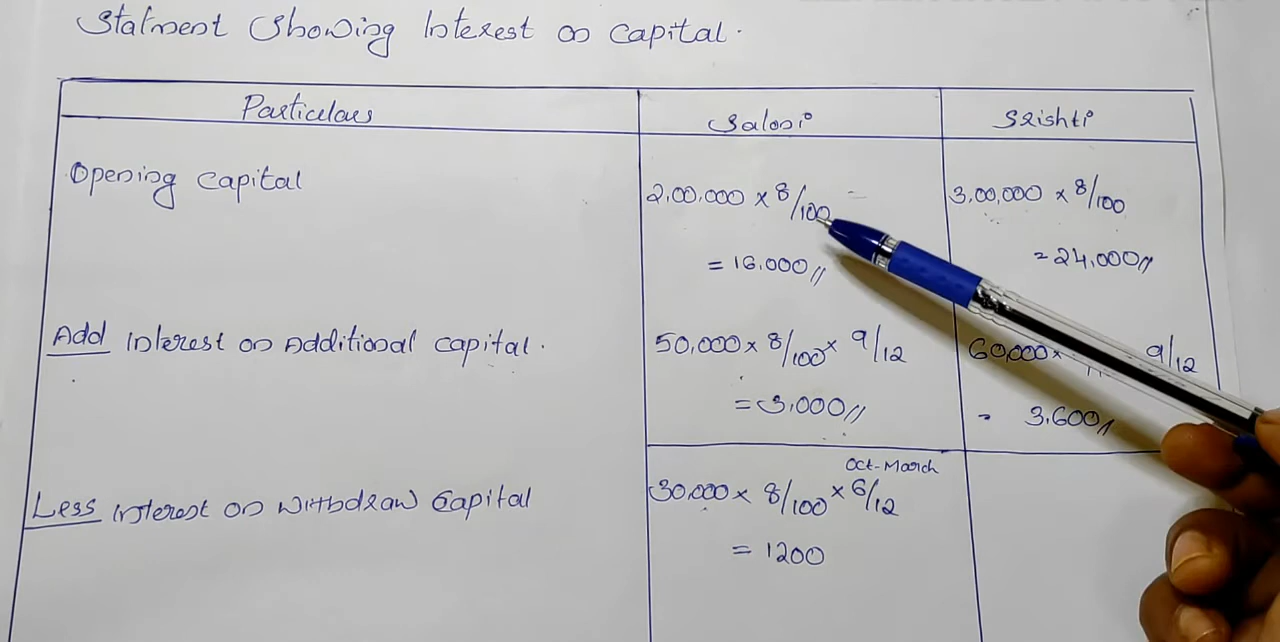 Statment Showing Interest on Capital.
Particulars Saloni Srishti
Opening Capital 2,00,000 × 8/100 3,00,000 × 8/100
= 16,000// = 24,000//
Add interest on Additional capital. 50,000 × 8/100 × 9/12 60,000 × 9/12
= 3,000// = 3,600//
Oct-March
Less interest on withdraw Capital 30,000 × 8/100 × 6/12
= 1200